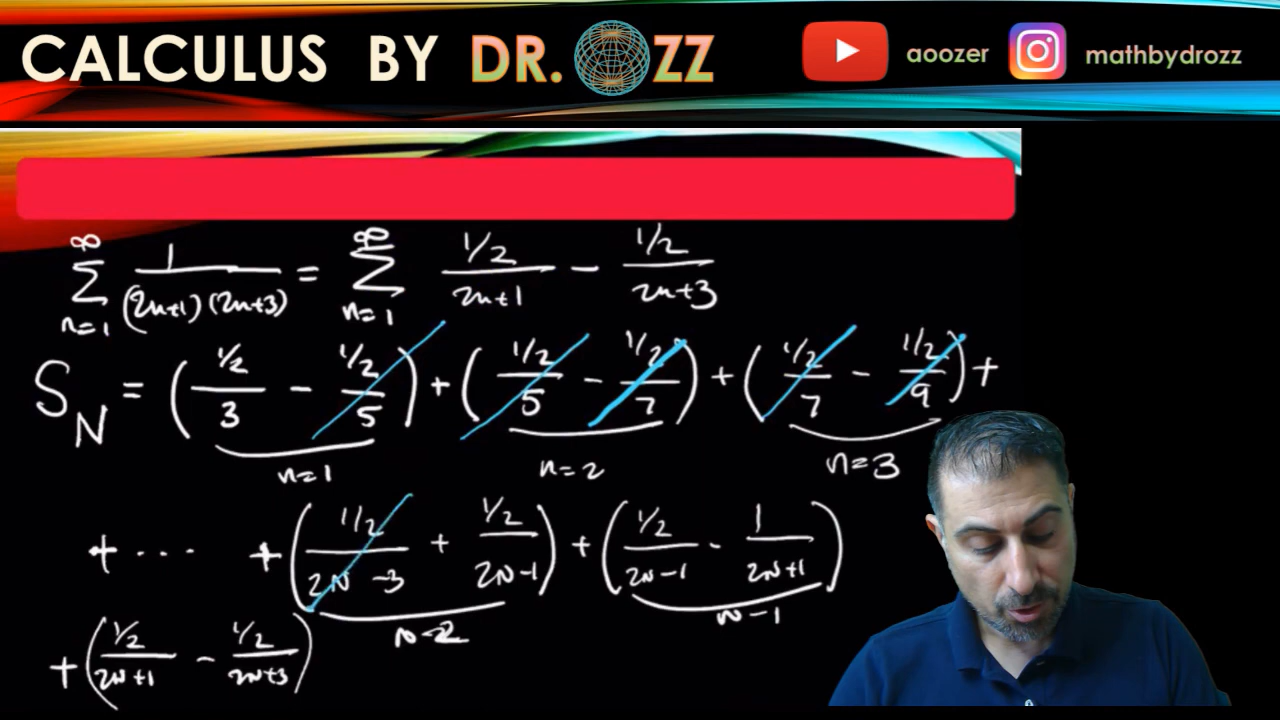 CALCULUS BY DR. OZZ
aoozer
mathbydrozz
∞ ∑ n=1 1/((2n+1)(2n+3)) = ∞ ∑ n=1 (1/2)/(2n+1) - (1/2)/(2n+3)
S_N = ((1/2)/3 - (1/2)/5) + ((1/2)/5 - (1/2)/7) + ((1/2)/7 - (1/2)/9) +
n=1 n=2 n=3
+ ... + ((1/2)/(2N-3) + (1/2)/(2N-1)) + ((1/2)/(2N-1) - 1/(2N+1))
N-2 N-1
+ ((1/2)/(2N+1) - (1/2)/(2N+3))